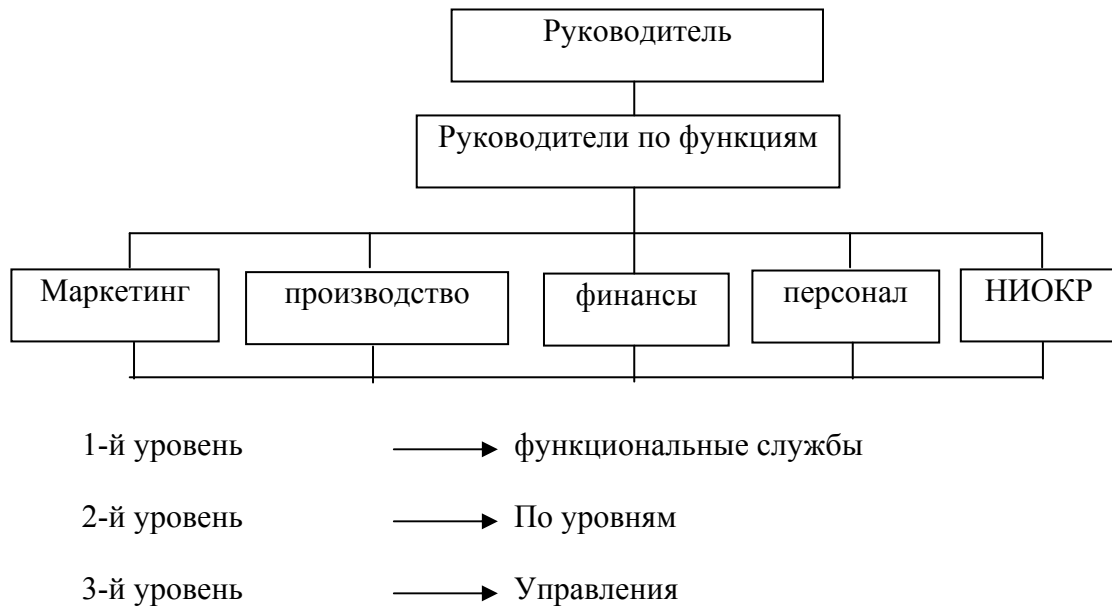 Руководитель
Руководители по функциям
Маркетинг производство финансы персонал НИОКР
1-й уровень функциональные службы
2-й уровень По уровням
3-й уровень Управления